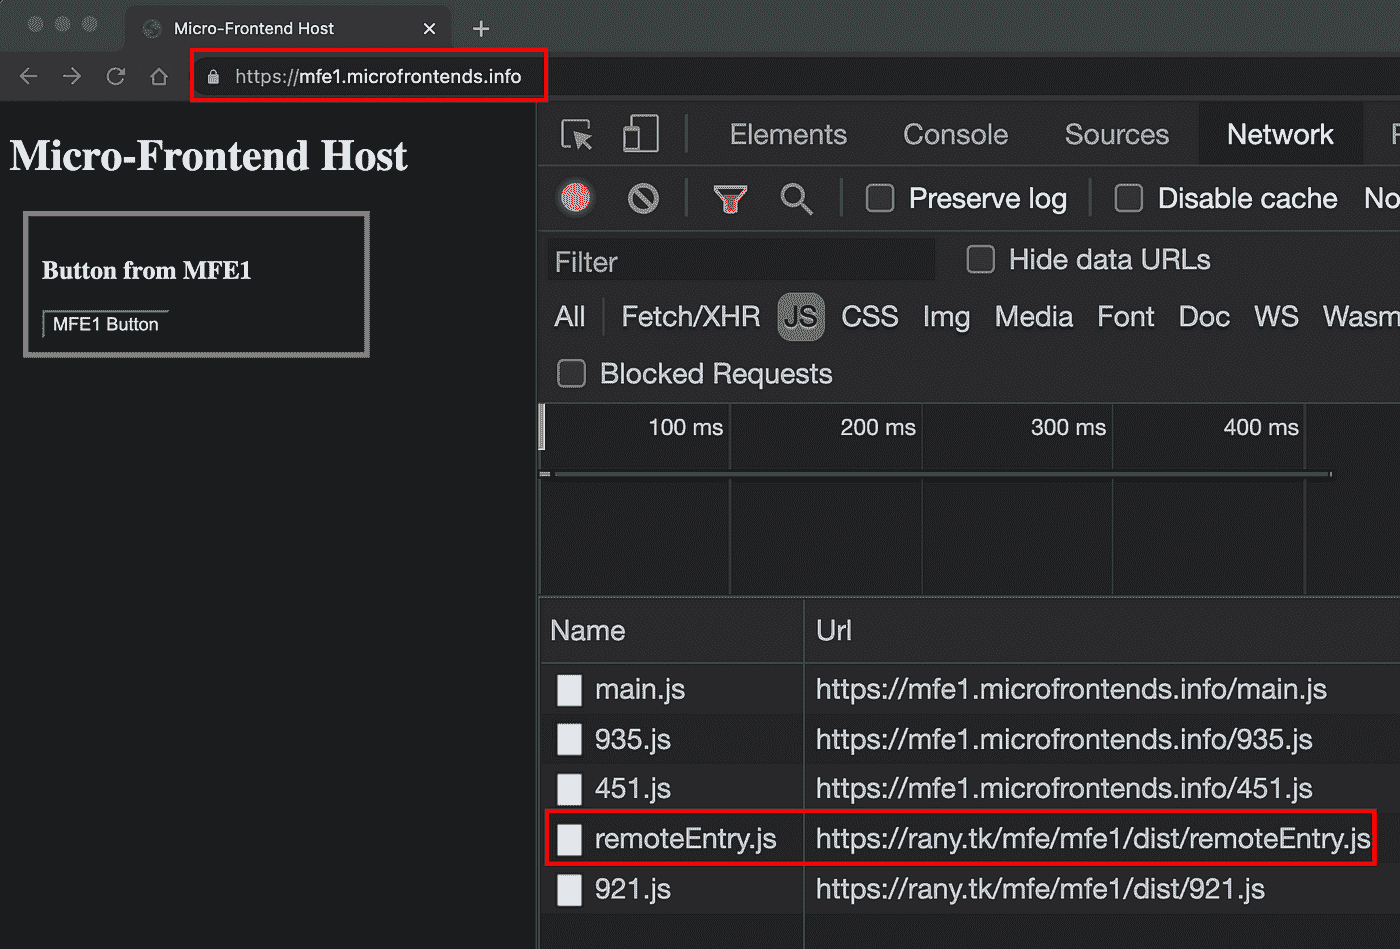 Micro-Frontend Host
https://mfe1.microfrontends.info
Micro-Frontend Host
Button from MFE1
MFE1 Button
Elements Console Sources Network
Preserve log Disable cache No
Filter Hide data URLs
All Fetch/XHR JS CSS Img Media Font Doc WS Wasm
Blocked Requests
100 ms 200 ms 300 ms 400 ms
Name Url
main.js https://mfe1.microfrontends.info/main.js
935.js https://mfe1.microfrontends.info/935.js
451.js https://mfe1.microfrontends.info/451.js
remoteEntry.js https://rany.tk/mfe/mfe1/dist/remoteEntry.js
921.js https://rany.tk/mfe/mfe1/dist/921.js